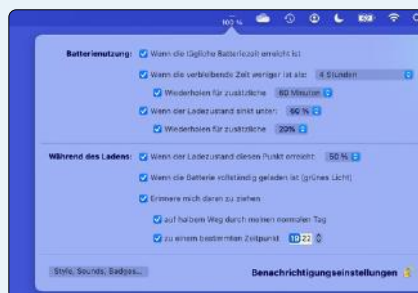 100 %
Batterienutzung: Wenn die tägliche Batteriezeit erreicht ist
Wenn die verbleibende Zeit weniger ist als: 4 Stunden
Wiederholen für zusätzliche 60 Minuten
Wenn der Ladezustand sinkt unter: 60 %
Wiederholen für zusätzliche 20%
Während des Ladens: Wenn der Ladezustand diesen Punkt erreicht: 50 %
Wenn die Batterie vollständig geladen ist (grünes Licht)
Erinnere mich daran zu ziehen
auf halbem Weg durch meinen normalen Tag
zu einem bestimmten Zeitpunkt 19:22
Style, Sounds, Badges... Benachrichtigungseinstellungen